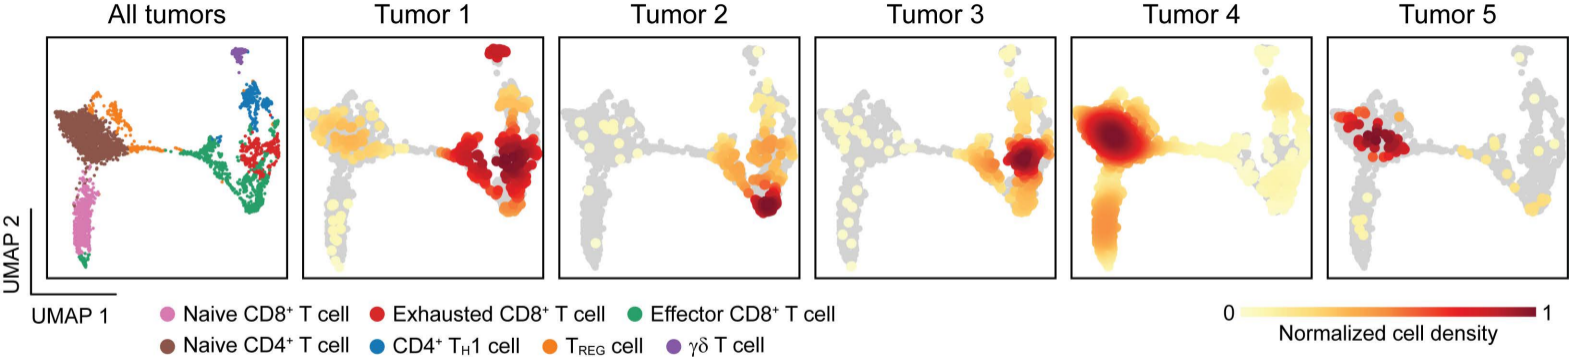 All tumors
Tumor 1
Tumor 2
Tumor 3
Tumor 4
Tumor 5
UMAP 2
UMAP 1
Naive CD8⁺ T cell
Exhausted CD8⁺ T cell
Effector CD8⁺ T cell
Naive CD4⁺ T cell
CD4⁺ TH1 cell
TREG cell
γδ T cell
0
1
Normalized cell density